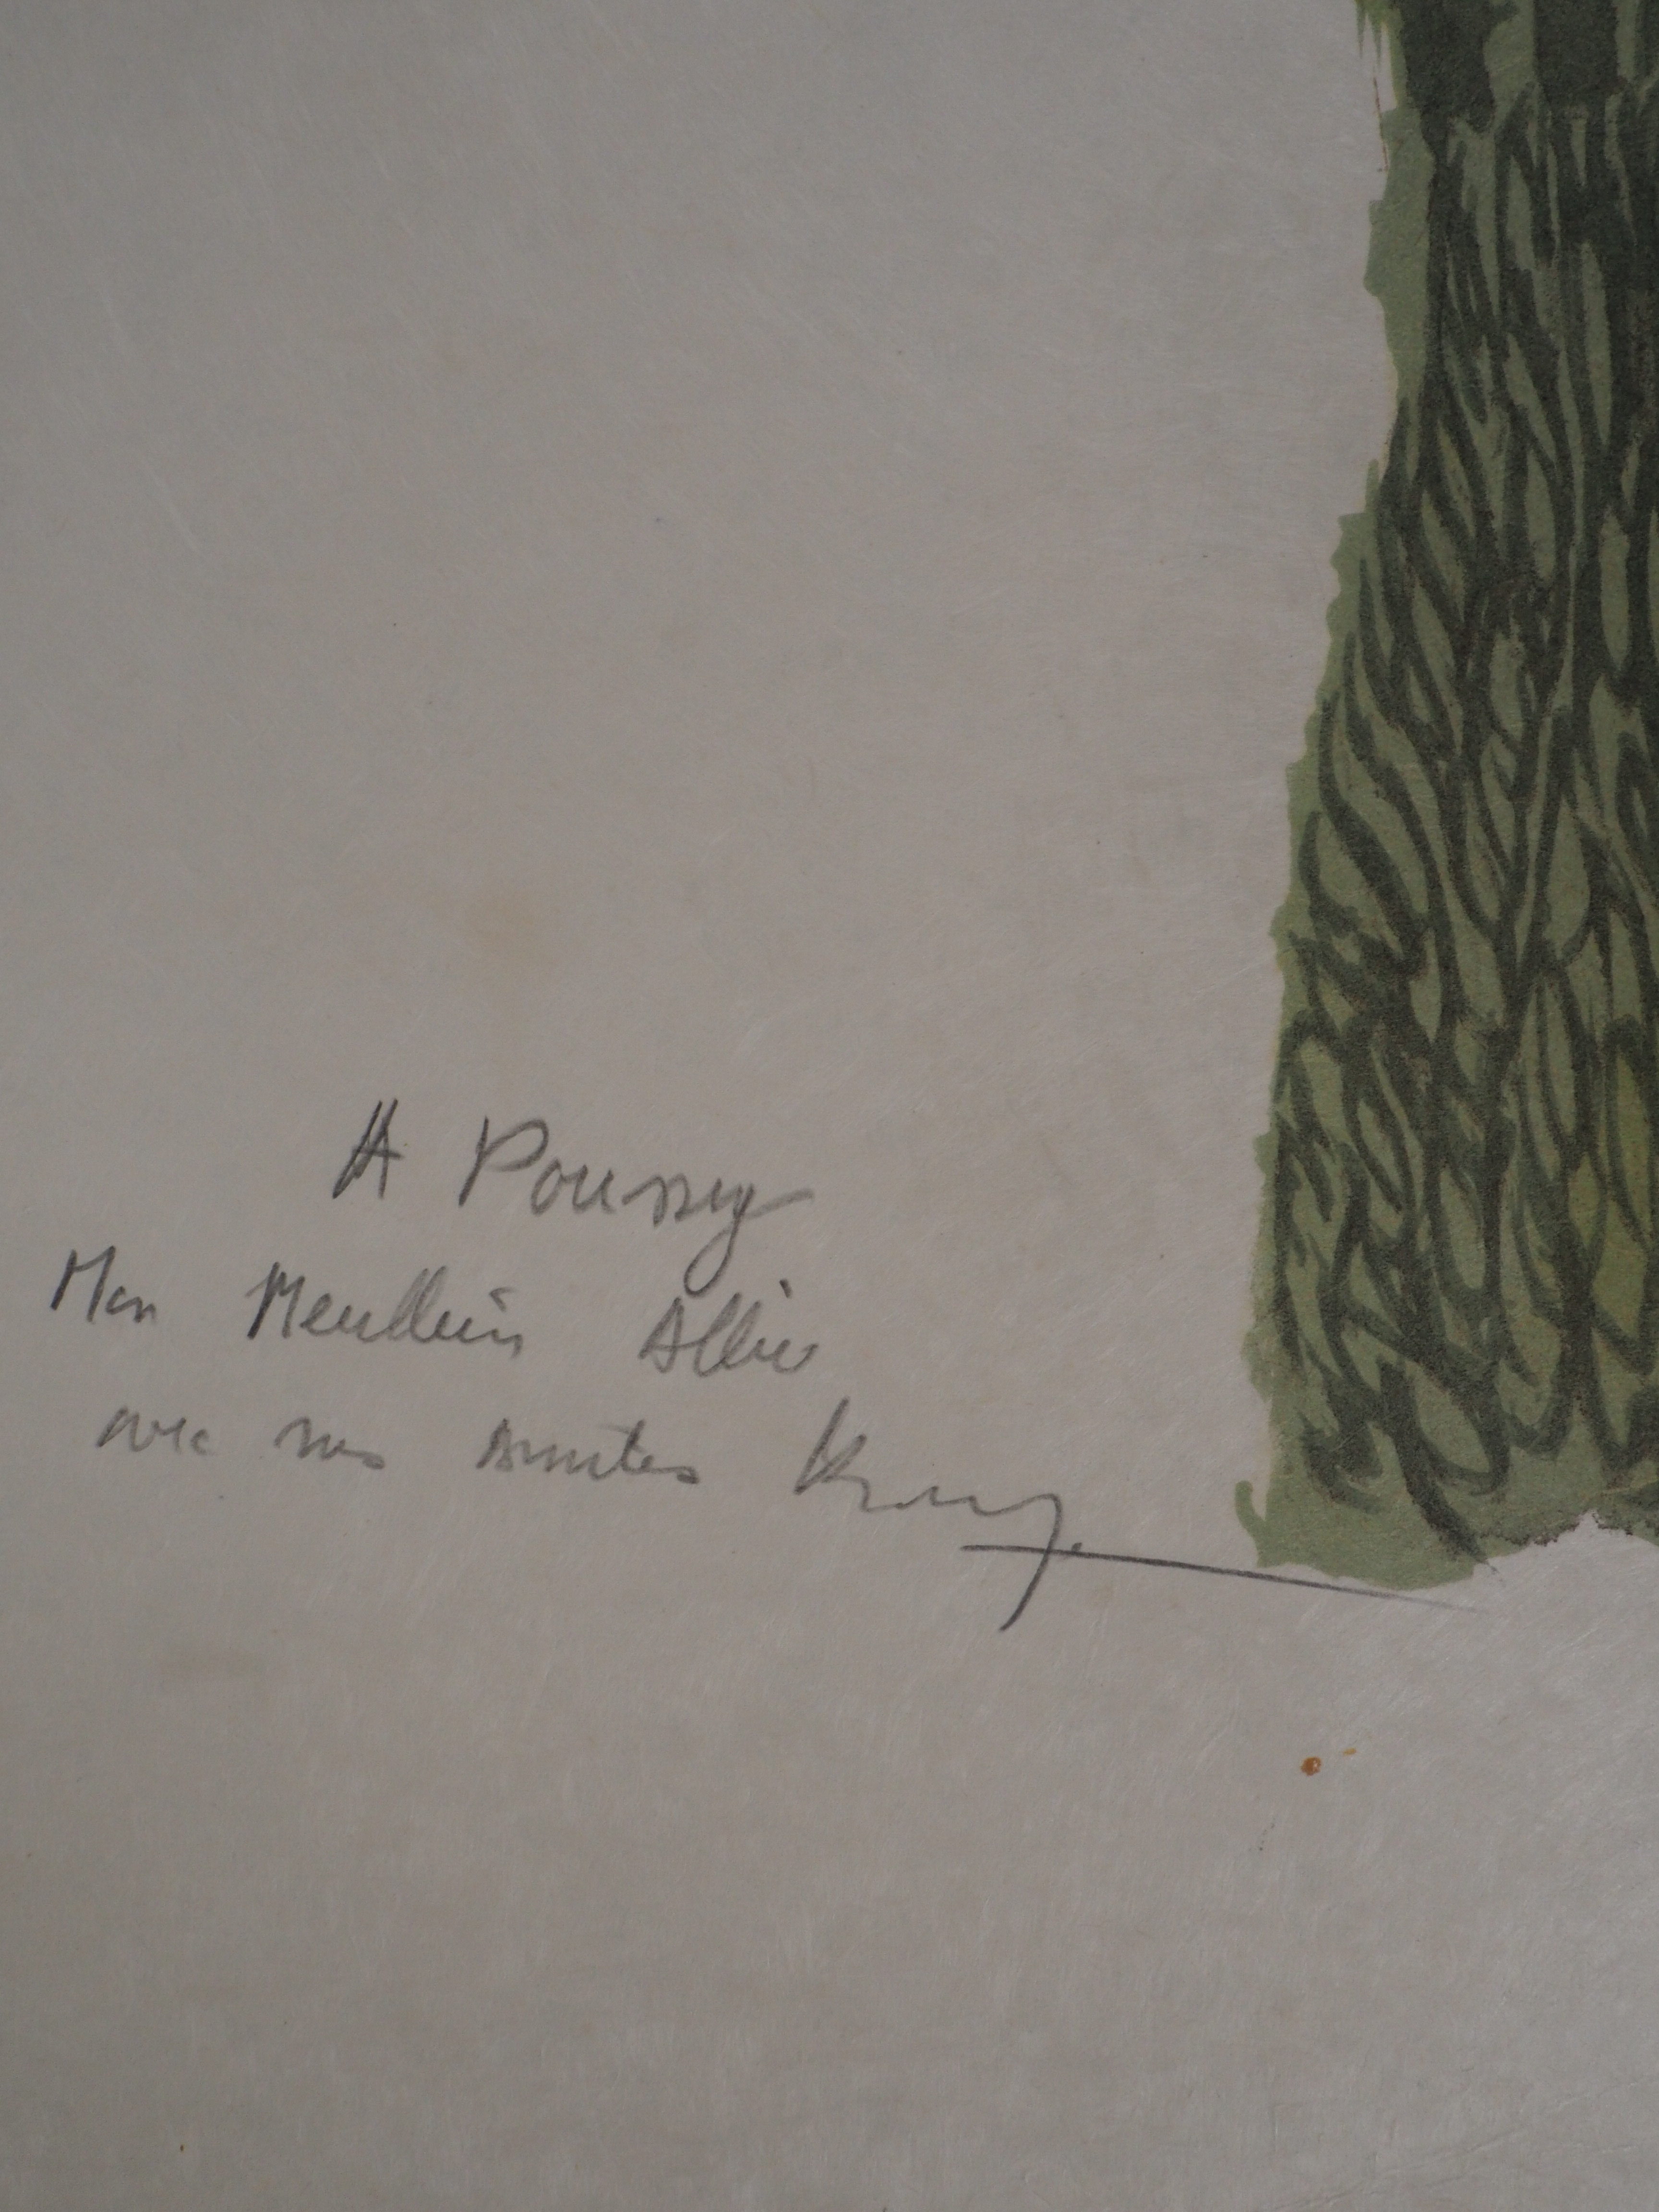 A Poussy
Mon Meilleur Allié
avec mes Amitiés